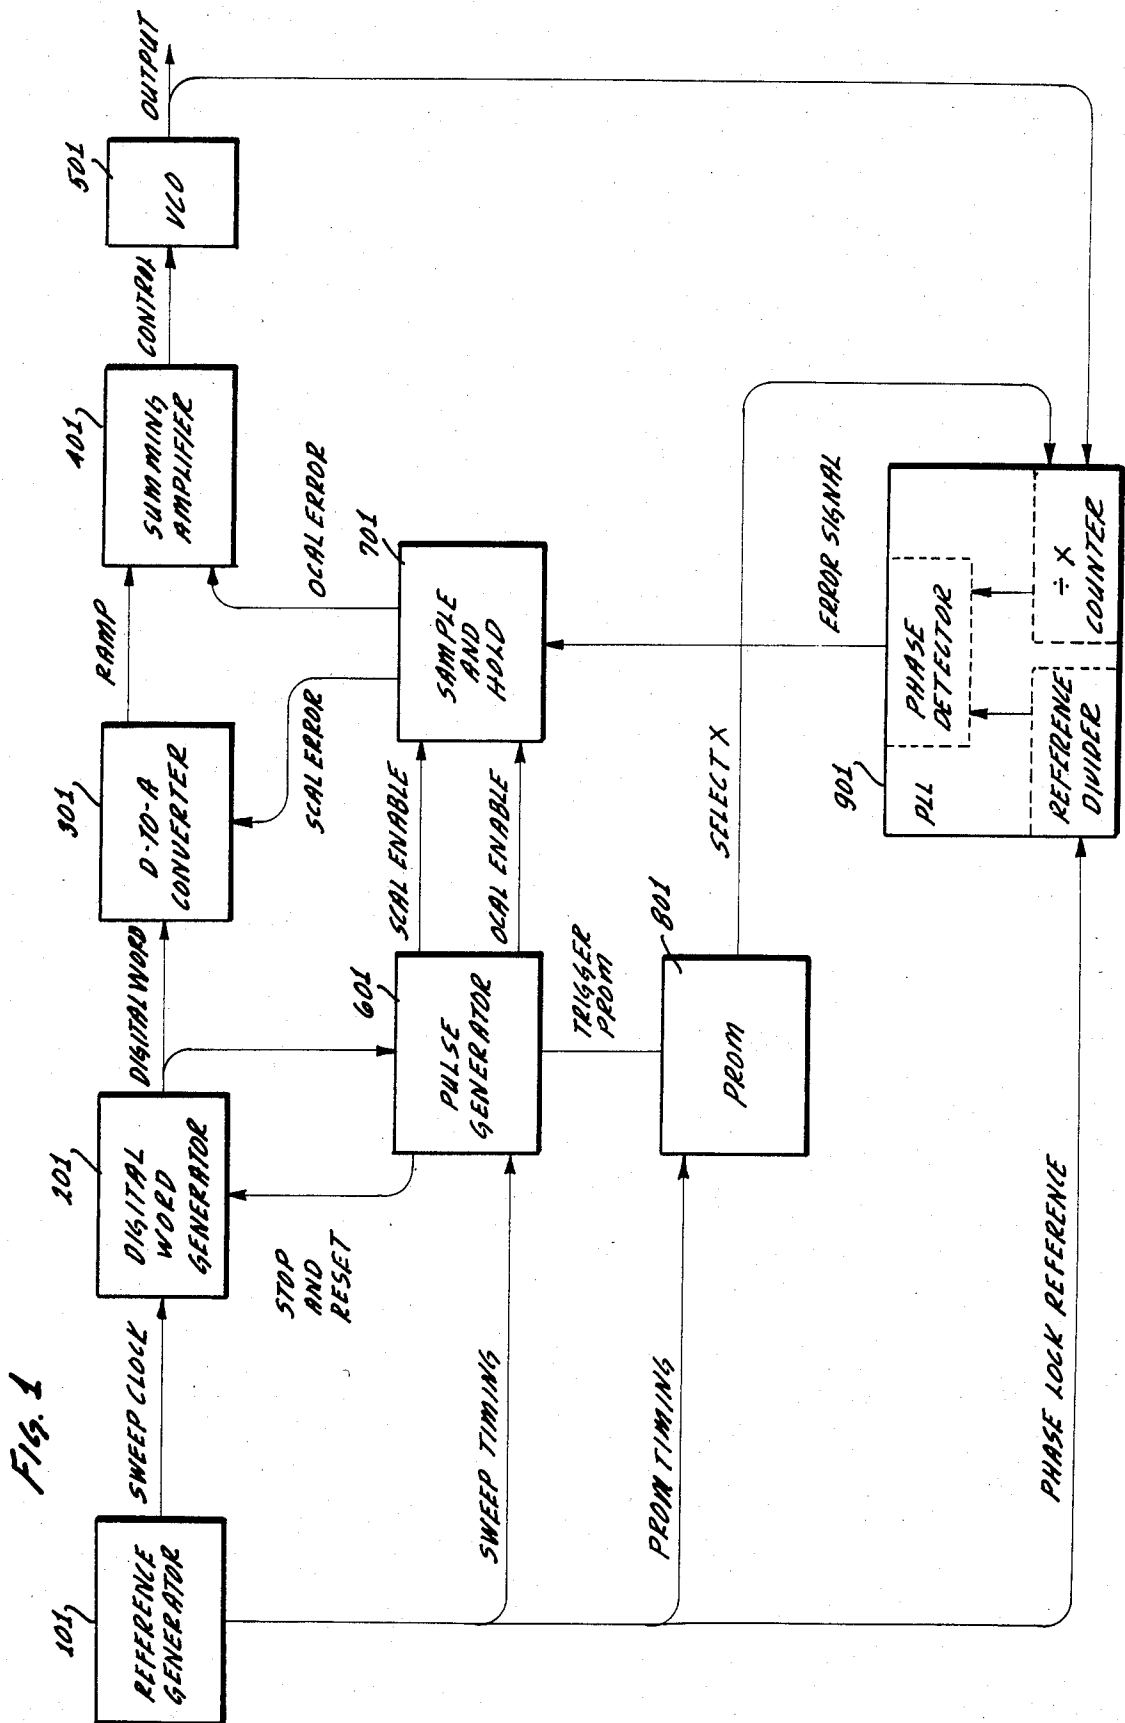 FIG. 1
101
REFERENCE
GENERATOR
SWEEP CLOCK
201
DIGITAL
WORD
GENERATOR
DIGITAL WORD
301
D-TO-A
CONVERTER
RAMP
401
SUMMING
AMPLIFIER
CONTROL
501
VCO
OUTPUT
STOP
AND
RESET
SCAL ERROR
OCAL ERROR
SWEEP TIMING
601
PULSE
GENERATOR
SCAL ENABLE
OCAL ENABLE
701
SAMPLE
AND
HOLD
TRIGGER
PROM
PROM TIMING
801
PROM
SELECT X
ERROR SIGNAL
PHASE LOCK REFERENCE
901
PLL
PHASE
DETECTOR
REFERENCE
DIVIDER
÷ X
COUNTER